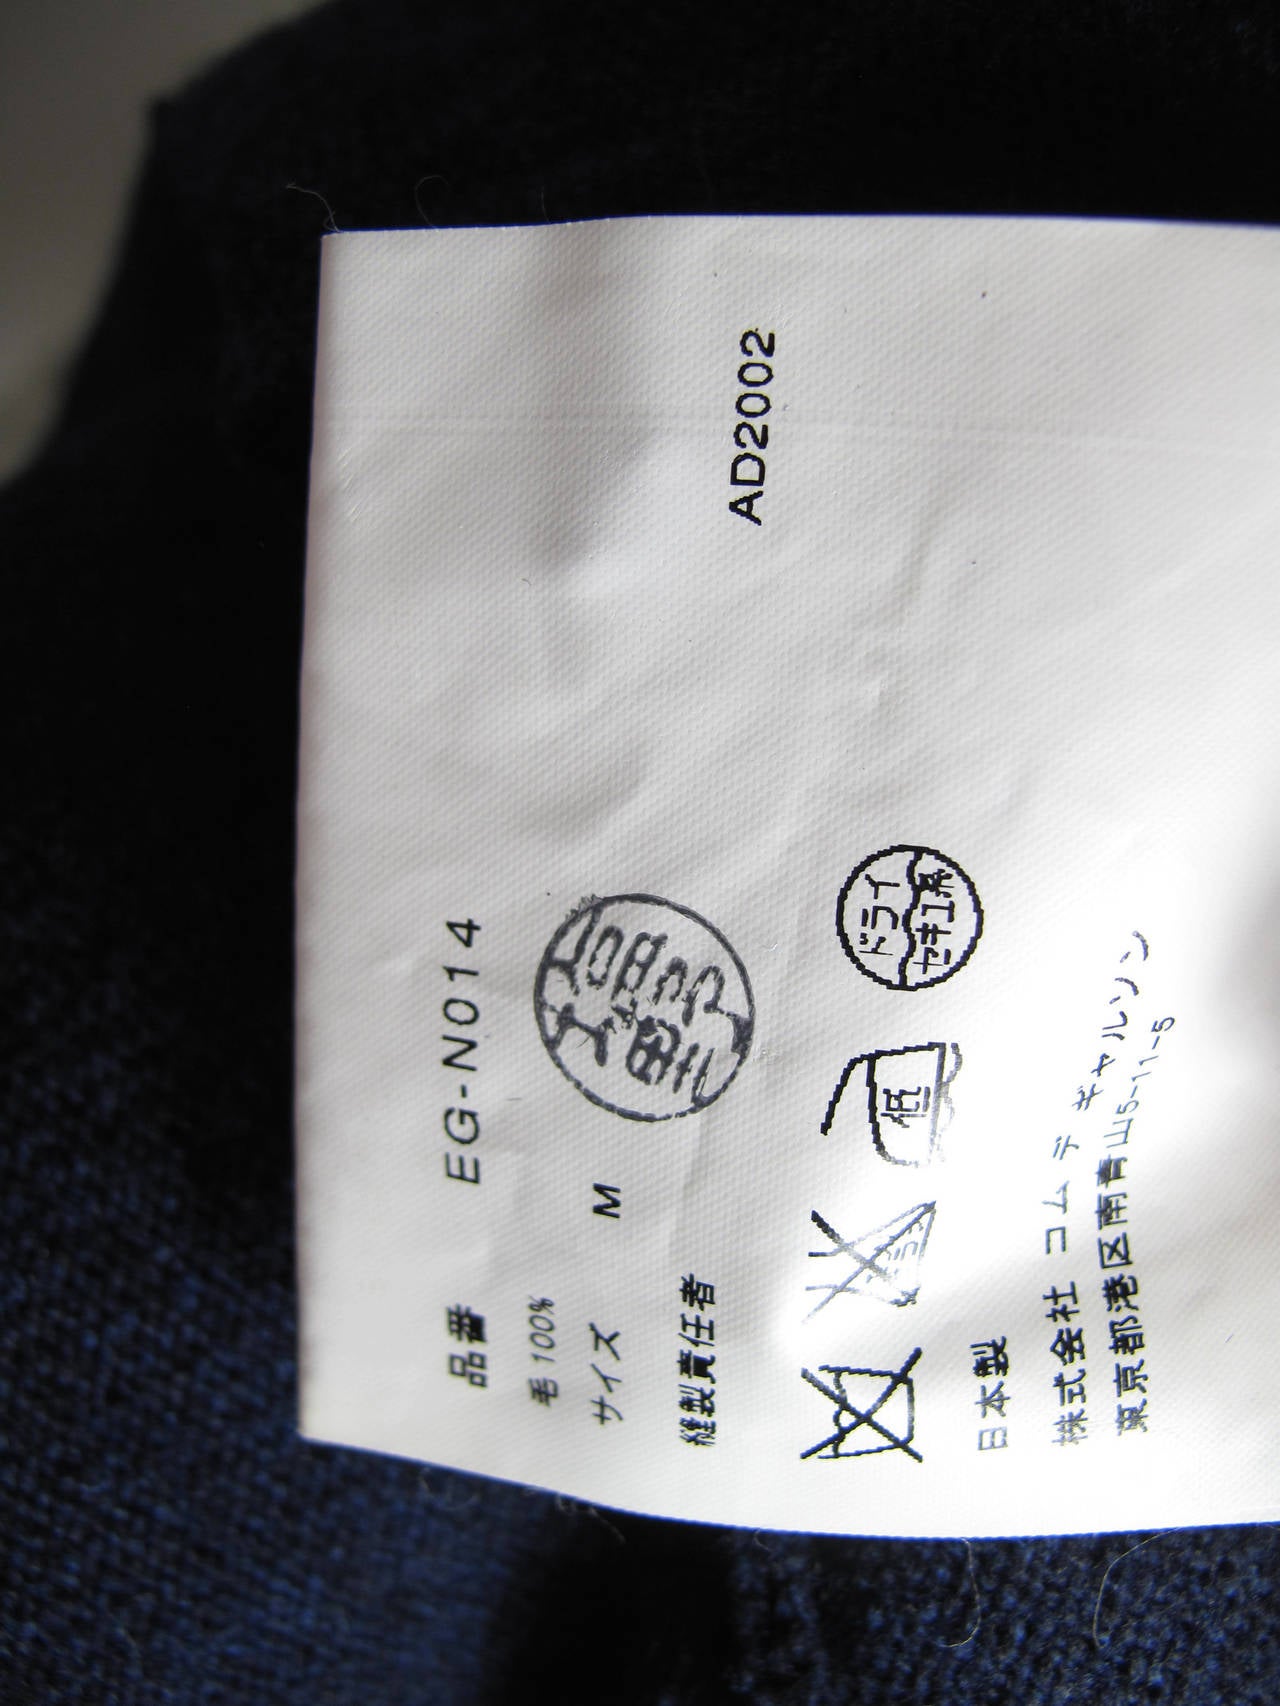 品番 EG-N014
毛 100%
サイズ M
縫製責任者
AD2002
低
ドライ
セキユ系
日本製
株式会社 コム デ ギャルソン
東京都港区南青山5-11-5